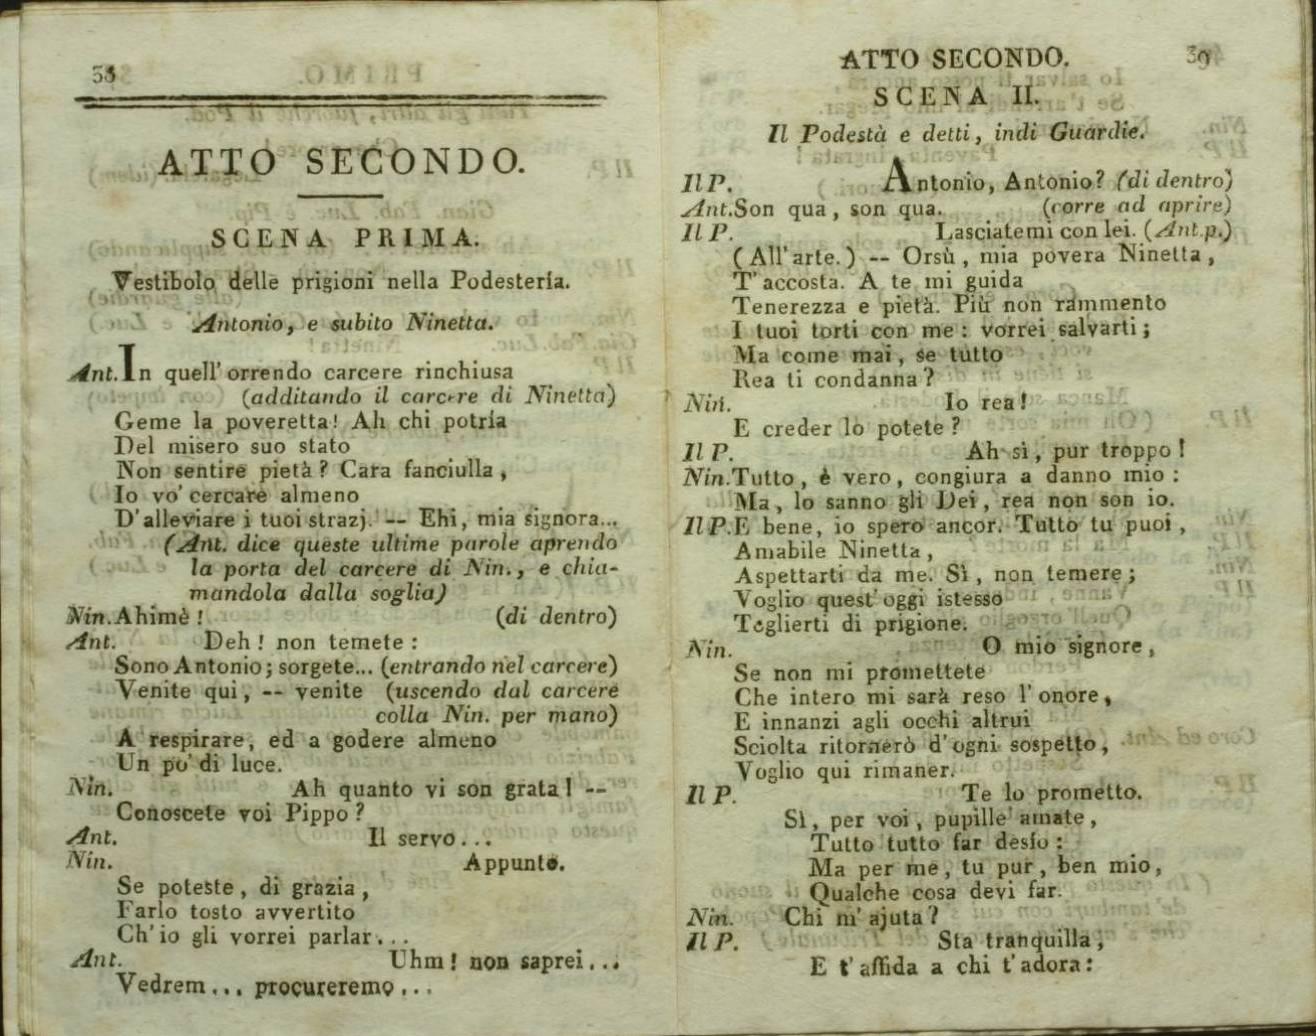 38
ATTO SECONDO.
SCENA PRIMA.
Vestibolo delle prigioni nella Podestería.
Antonio, e subito Ninetta.
Ant. In quell' orrendo carcere rinchiusa
(additando il carcere di Ninetta)
Geme la poveretta! Ah chi potría
Del misero suo stato
Non sentire pietà? Cara fanciulla,
Io vo' cercare almeno
D'alleviare i tuoi strazj. -- Ehi, mia signora...
(Ant. dice queste ultime parole aprendo
la porta del carcere di Nin., e chia-
mandola dalla soglia)
Nin. Ahimè! (di dentro)
Ant. Deh! non temete:
Sono Antonio; sorgete... (entrando nel carcere)
Venite qui, -- venite (uscendo dal carcere
colla Nin. per mano)
A respirare, ed a godere almeno
Un po' di luce.
Nin. Ah quanto vi son grata! --
Conoscete voi Pippo?
Ant. Il servo...
Nin. Appunto.
Se poteste, di grazia,
Farlo tosto avvertito
Ch'io gli vorrei parlar...
Ant. Uhm! non saprei...
Vedrem... procureremo...
ATTO SECONDO. 39
SCENA II.
Il Podestà e detti, indi Guardie.
Il P. Antonio, Antonio? (di dentro)
Ant. Son qua, son qua. (corre ad aprire)
Il P. Lasciatemi con lei. (Ant.p.)
(All'arte.) -- Orsù, mia povera Ninetta,
T'accosta. A te mi guida
Tenerezza e pietà. Più non rammento
I tuoi torti con me: vorrei salvarti;
Ma come mai, se tutto
Rea ti condanna?
Nin. Io rea!
E creder lo potete?
Il P. Ah sì, pur troppo!
Nin. Tutto, è vero, congiura a danno mio:
Ma, lo sanno gli Dei, rea non son io.
Il P. E bene, io spero ancor. Tutto tu puoi,
Amabile Ninetta,
Aspettarti da me. Sì, non temere;
Voglio quest'oggi istesso
Toglierti di prigione.
Nin. O mio signore,
Se non mi promettete
Che intero mi sarà reso l'onore,
E innanzi agli occhi altrui
Sciolta ritornerò d'ogni sospetto,
Voglio qui rimaner.
Il P. Te lo prometto.
Sì, per voi, pupille amate,
Tutto tutto far desío:
Ma per me, tu pur, ben mio,
Qualche cosa devi far.
Nin. Chi m'ajuta?
Il P. Sta tranquilla,
E t'affida a chi t'adora: